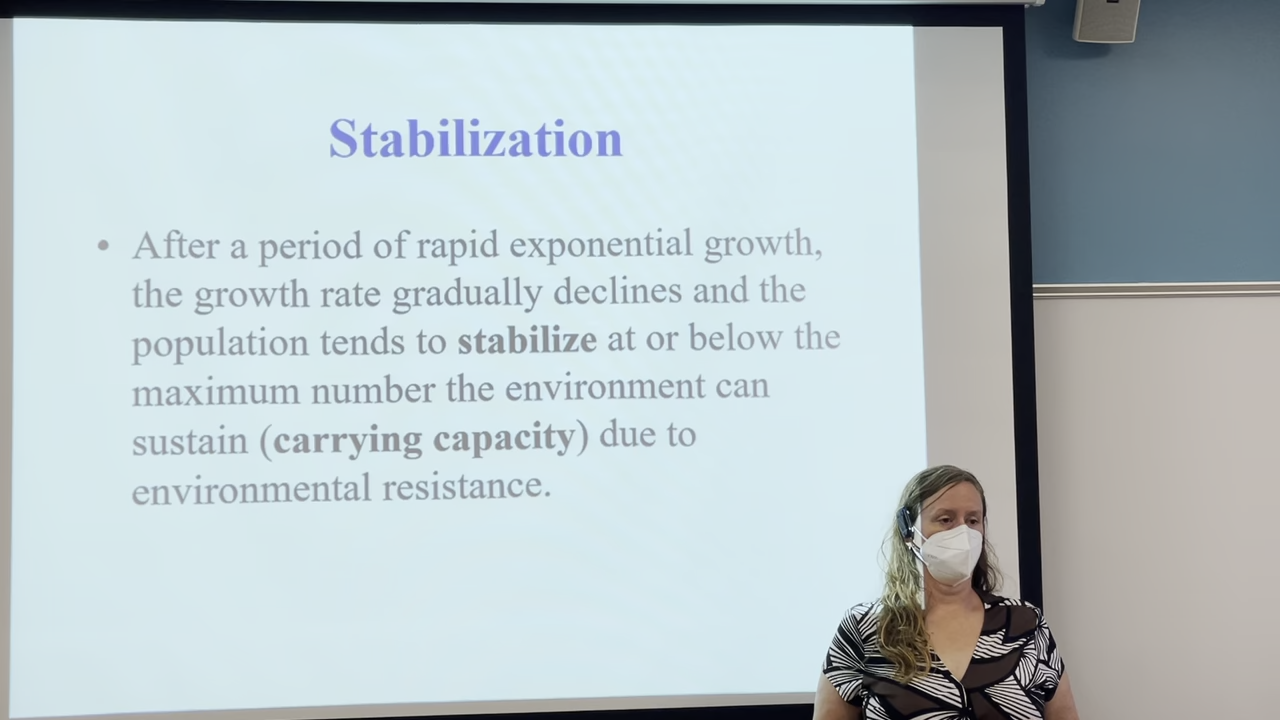 Stabilization
• After a period of rapid exponential growth,
the growth rate gradually declines and the
population tends to stabilize at or below the
maximum number the environment can
sustain (carrying capacity) due to
environmental resistance.